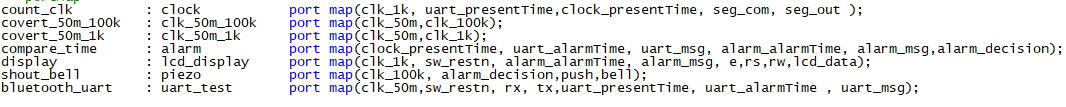 count_clk : clock port map(clk_1k, uart_presentTime,clock_presentTime, seg_com, seg_out );
covert_50m_100k : clk_50m_100k port map(clk_50m,clk_100k);
covert_50m_1k : clk_50m_1k port map(clk_50m,clk_1k);
compare_time : alarm port map(clock_presentTime, uart_alarmTime, uart_msg, alarm_alarmTime, alarm_msg,alarm_decision);
display : lcd_display port map(clk_1k, sw_restn, alarm_alarmTime, alarm_msg, e,rs,rw,lcd_data);
shout_bell : piezo port map(clk_100k, alarm_decision,push,bell);
bluetooth_uart : uart_test port map(clk_50m,sw_restn, rx, tx,uart_presentTime, uart_alarmTime , uart_msg);